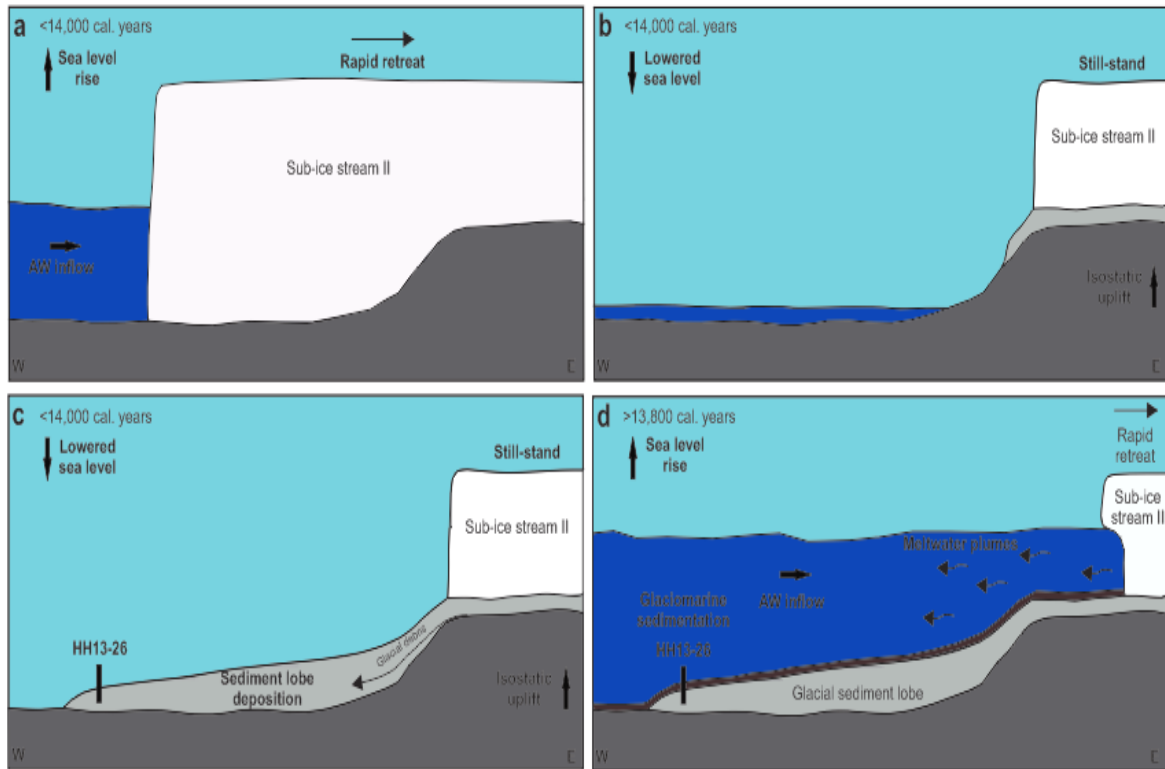 a <14,000 cal. years
Sea level
rise
Rapid retreat
Sub-ice stream II
AW inflow
W E
b <14,000 cal. years
Lowered
sea level
Still-stand
Sub-ice stream II
Isostatic
uplift
W E
c <14,000 cal. years
Lowered
sea level
Still-stand
Sub-ice stream II
Glacial debris
HH13-26
Sediment lobe
deposition
Isostatic
uplift
W E
d >13,800 cal. years
Sea level
rise
Rapid
retreat
Sub-ice
stream II
Meltwater plumes
AW inflow
Glaciomarine
sedimentation
HH13-26
Glacial sediment lobe
W E